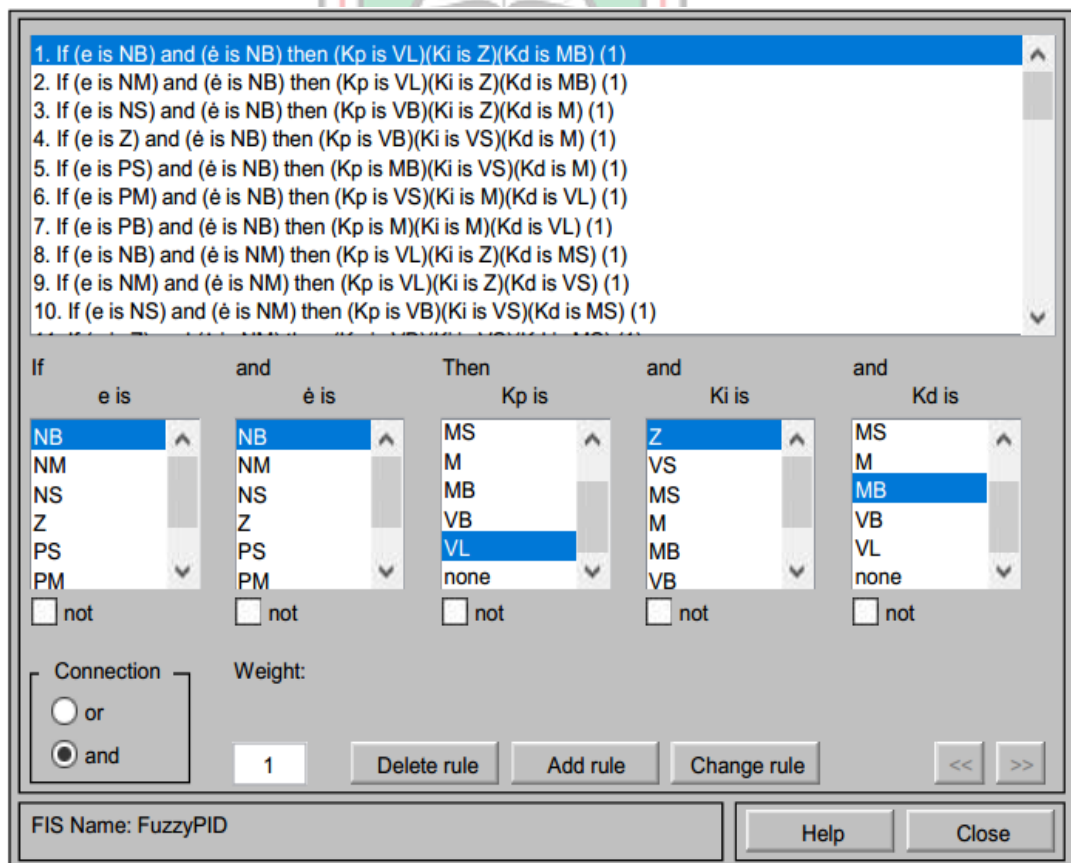 1. If (e is NB) and (ė is NB) then (Kp is VL)(Ki is Z)(Kd is MB) (1)
2. If (e is NM) and (ė is NB) then (Kp is VL)(Ki is Z)(Kd is MB) (1)
3. If (e is NS) and (ė is NB) then (Kp is VB)(Ki is Z)(Kd is M) (1)
4. If (e is Z) and (ė is NB) then (Kp is VB)(Ki is VS)(Kd is M) (1)
5. If (e is PS) and (ė is NB) then (Kp is MB)(Ki is VS)(Kd is M) (1)
6. If (e is PM) and (ė is NB) then (Kp is VS)(Ki is M)(Kd is VL) (1)
7. If (e is PB) and (ė is NB) then (Kp is M)(Ki is M)(Kd is VL) (1)
8. If (e is NB) and (ė is NM) then (Kp is VL)(Ki is Z)(Kd is MS) (1)
9. If (e is NM) and (ė is NM) then (Kp is VL)(Ki is Z)(Kd is VS) (1)
10. If (e is NS) and (ė is NM) then (Kp is VB)(Ki is VS)(Kd is MS) (1)
If and Then and and
e is ė is Kp is Ki is Kd is
NB NB MS Z MS
NM NM M VS M
NS NS MB MS MB
Z Z VB M VB
PS PS VL MB VL
PM PM none VB none
not not not not not
Connection Weight:
or
and 1 Delete rule Add rule Change rule << >>
FIS Name: FuzzyPID Help Close